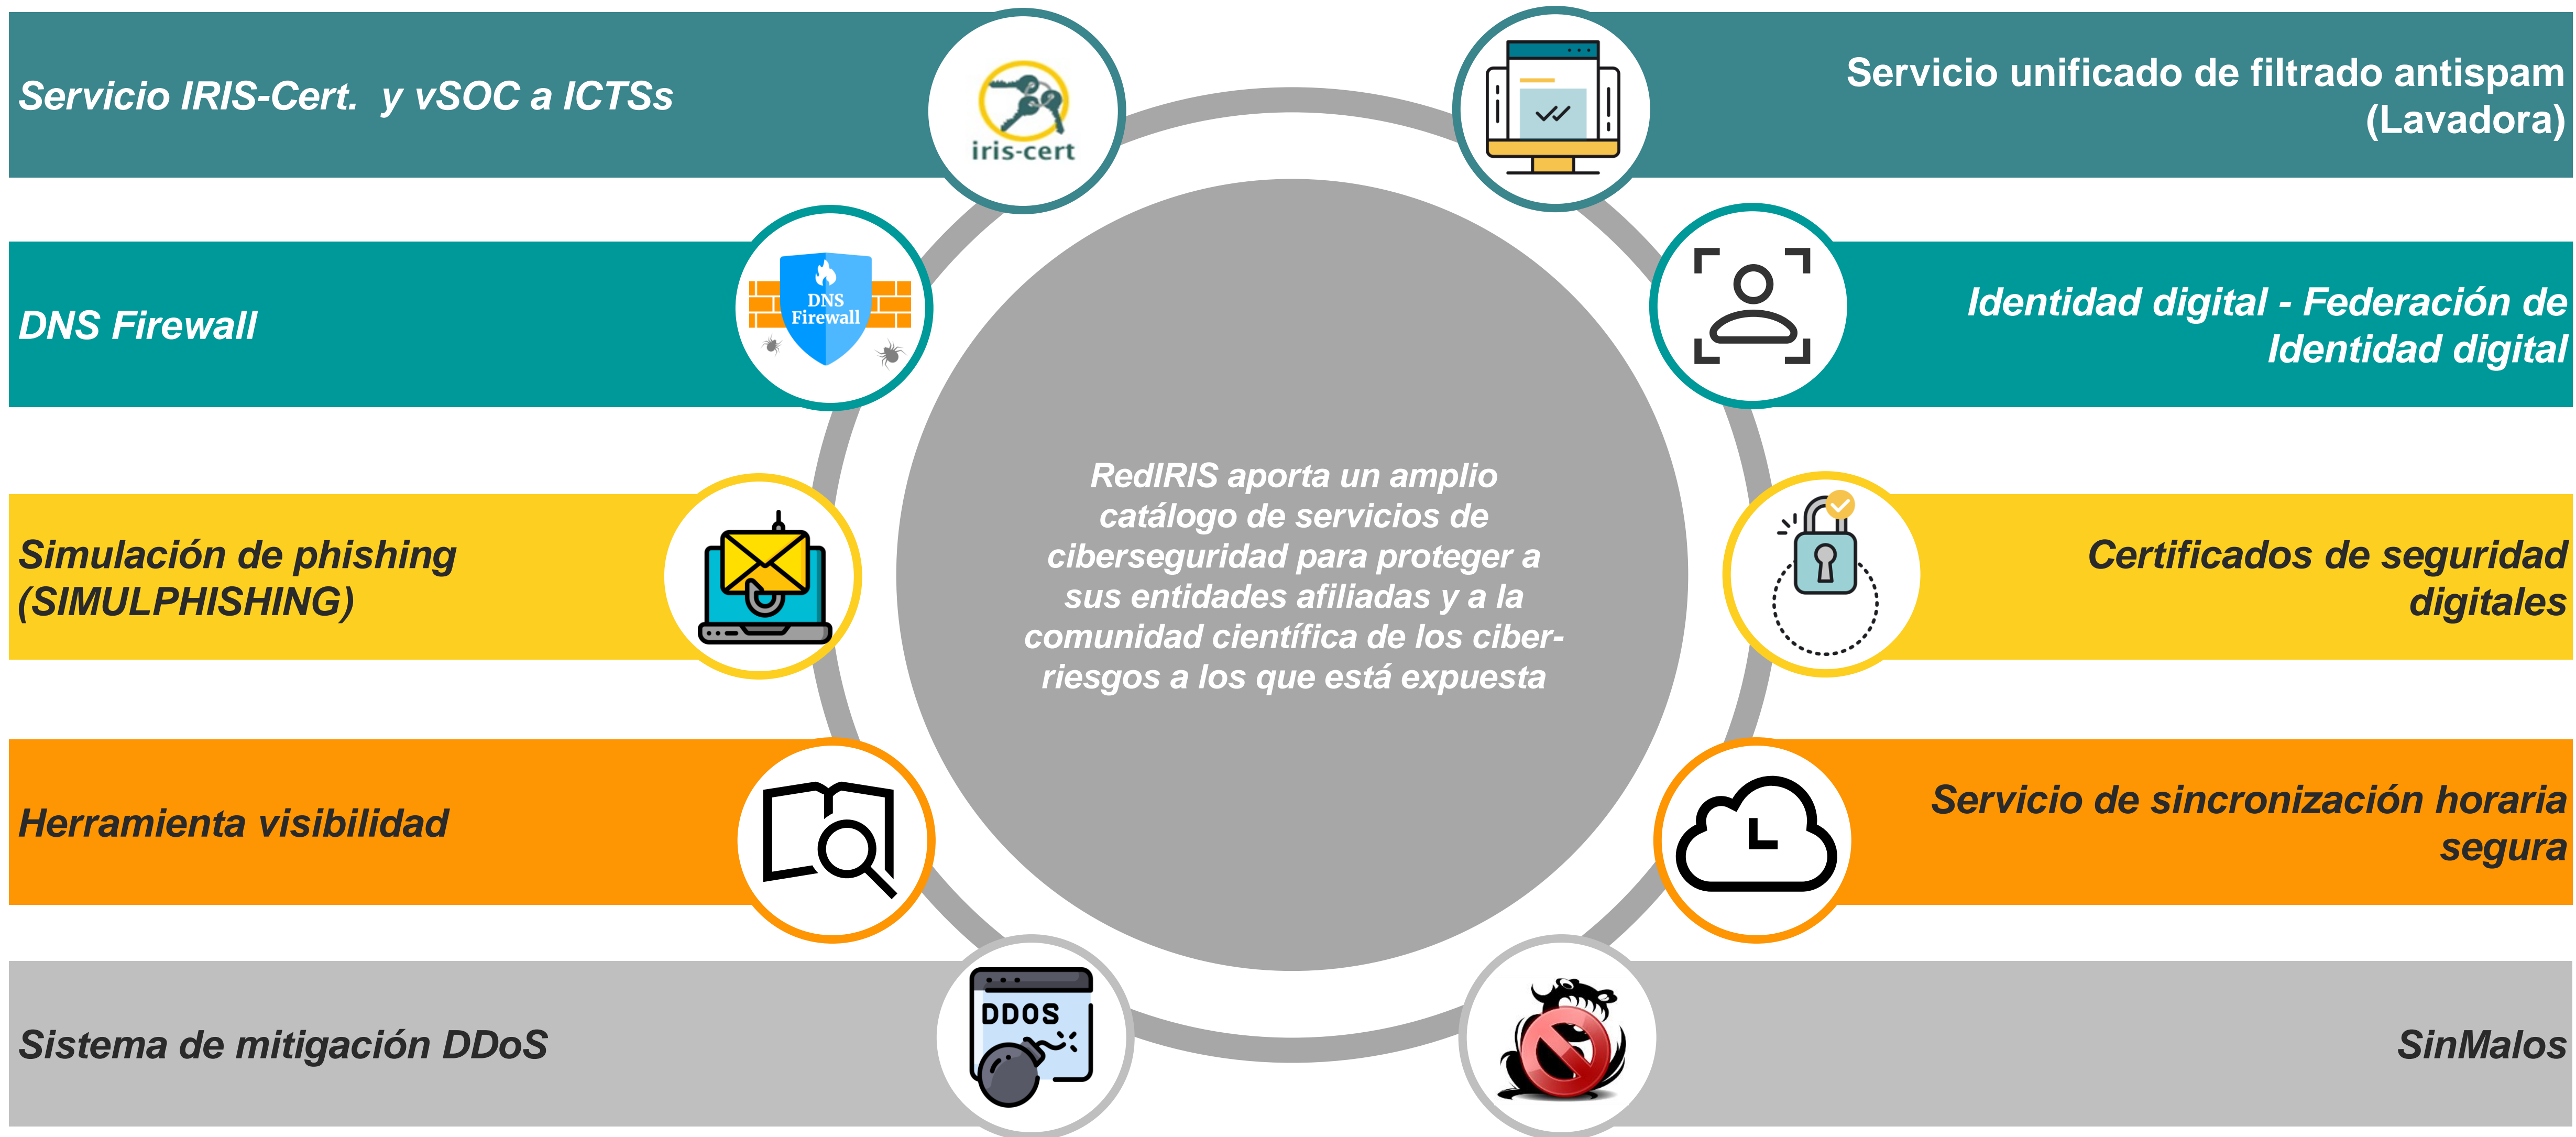 Servicio IRIS-Cert. y vSOC a ICTSs
iris-cert
DNS Firewall
DNS
Firewall
Simulación de phishing
(SIMULPHISHING)
Herramienta visibilidad
Sistema de mitigación DDoS
DDOS
RedIRIS aporta un amplio
catálogo de servicios de
ciberseguridad para proteger a
sus entidades afiliadas y a la
comunidad científica de los ciber-
riesgos a los que está expuesta
Servicio unificado de filtrado antispam
(Lavadora)
Identidad digital - Federación de
Identidad digital
Certificados de seguridad
digitales
Servicio de sincronización horaria
segura
SinMalos